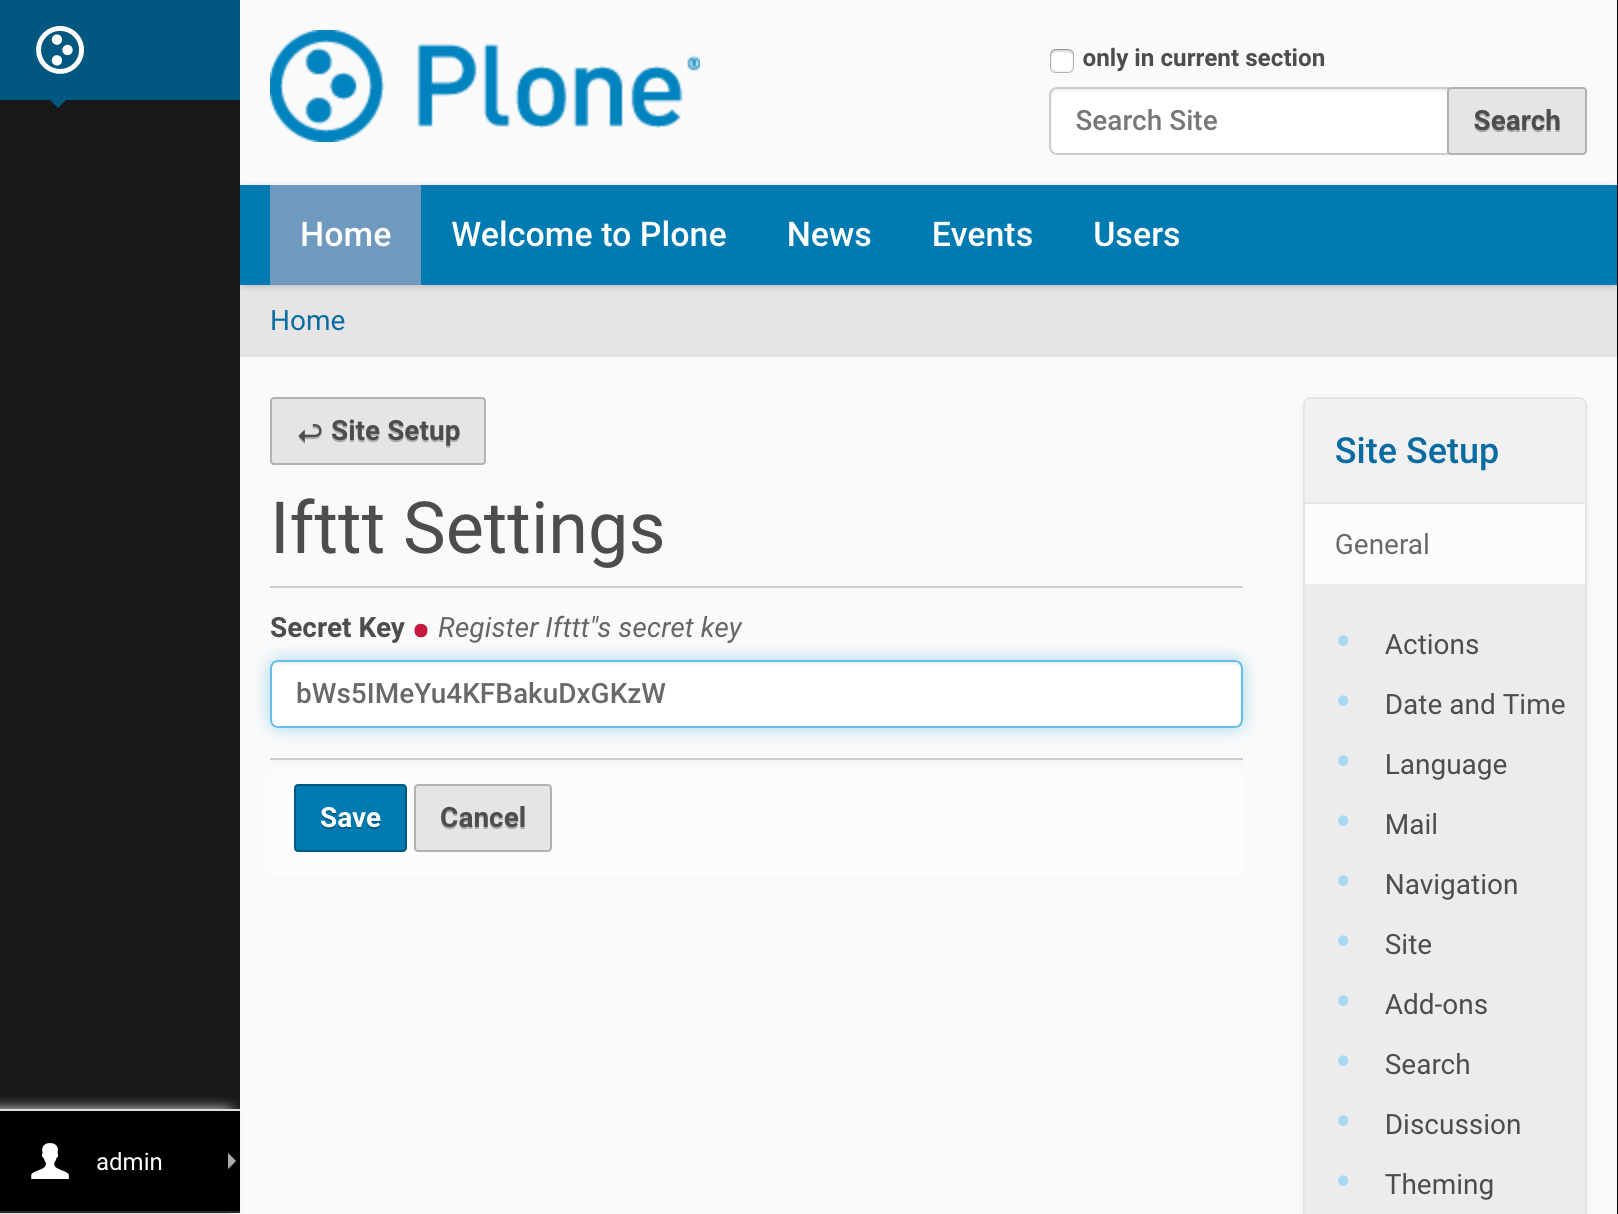 Plone®
only in current section
Search Site
Search
Home Welcome to Plone News Events Users
Home
Site Setup
Ifttt Settings
Secret Key Register Ifttt"s secret key
bWs5IMeYu4KFBakuDxGKzW
Save Cancel
Site Setup
General
Actions
Date and Time
Language
Mail
Navigation
Site
Add-ons
Search
Discussion
Theming
admin